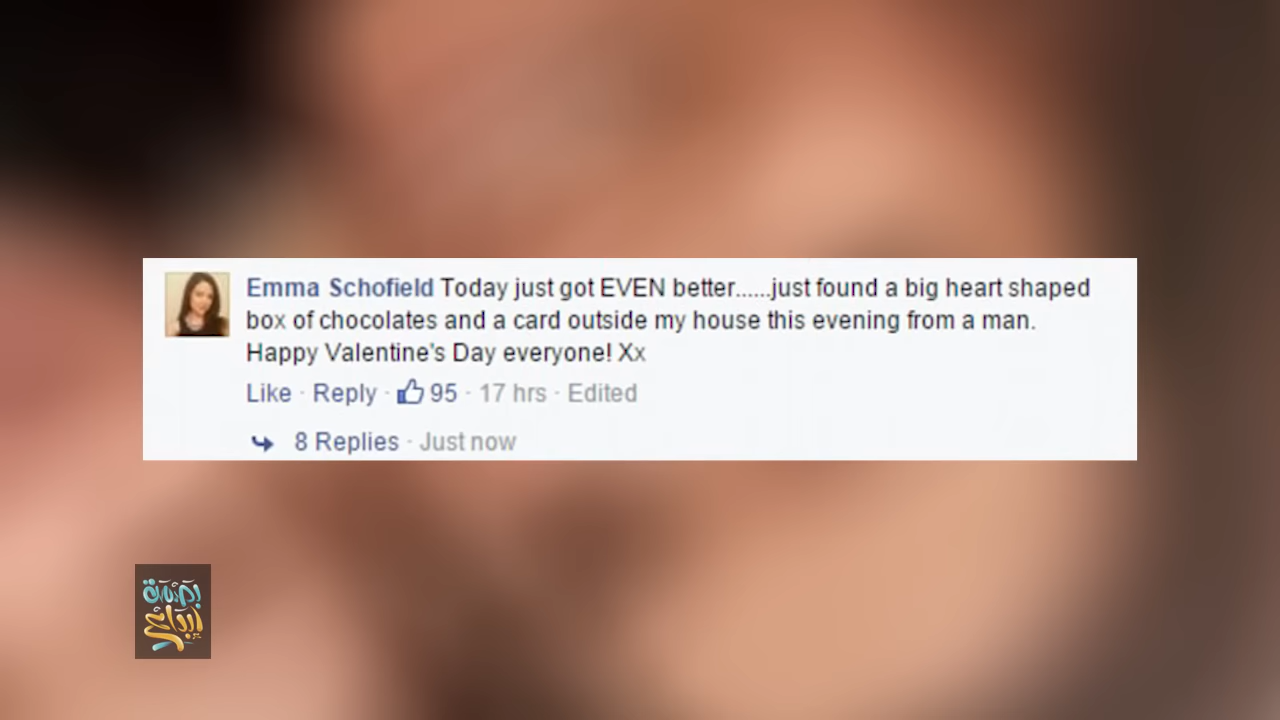 Emma Schofield Today just got EVEN better......just found a big heart shaped
box of chocolates and a card outside my house this evening from a man.
Happy Valentine's Day everyone! Xx
Like · Reply · 95 · 17 hrs · Edited
8 Replies · Just now
بصمة
إبداع